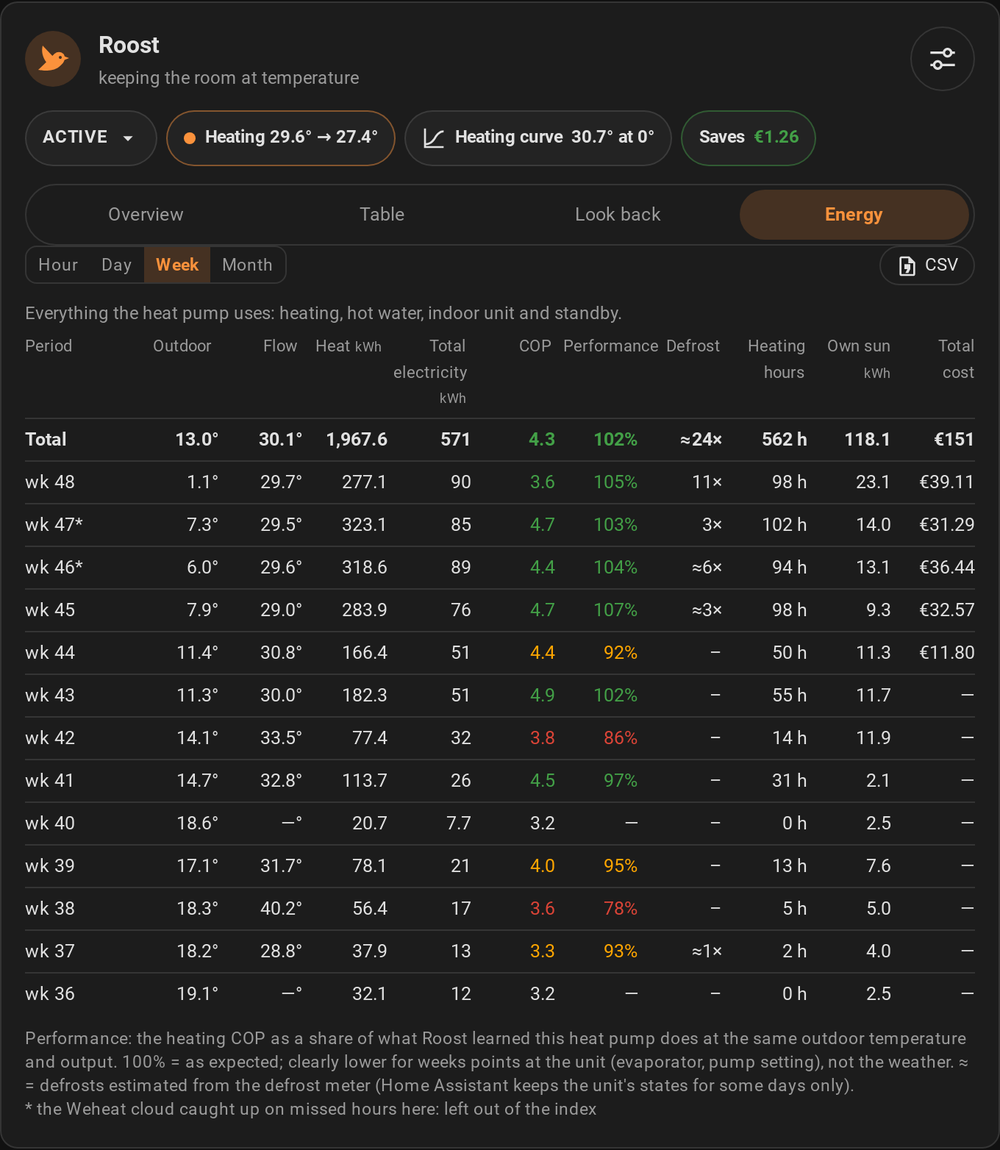 Roost
keeping the room at temperature
ACTIVE
Heating 29.6° → 27.4°
Heating curve 30.7° at 0°
Saves €1.26
Overview Table Look back Energy
Hour Day Week Month CSV
Everything the heat pump uses: heating, hot water, indoor unit and standby.
Period Outdoor Flow Heat kWh Total electricity kWh COP Performance Defrost Heating hours Own sun kWh Total cost
Total 13.0° 30.1° 1,967.6 571 4.3 102% ≈24× 562 h 118.1 €151
wk 48 1.1° 29.7° 277.1 90 3.6 105% 11× 98 h 23.1 €39.11
wk 47* 7.3° 29.5° 323.1 85 4.7 103% 3× 102 h 14.0 €31.29
wk 46* 6.0° 29.6° 318.6 89 4.4 104% ≈6× 94 h 13.1 €36.44
wk 45 7.9° 29.0° 283.9 76 4.7 107% ≈3× 98 h 9.3 €32.57
wk 44 11.4° 30.8° 166.4 51 4.4 92% – 50 h 11.3 €11.80
wk 43 11.3° 30.0° 182.3 51 4.9 102% – 55 h 11.7 —
wk 42 14.1° 33.5° 77.4 32 3.8 86% – 14 h 11.9 —
wk 41 14.7° 32.8° 113.7 26 4.5 97% – 31 h 2.1 —
wk 40 18.6° —° 20.7 7.7 3.2 — – 0 h 2.5 —
wk 39 17.1° 31.7° 78.1 21 4.0 95% – 13 h 7.6 —
wk 38 18.3° 40.2° 56.4 17 3.6 78% – 5 h 5.0 —
wk 37 18.2° 28.8° 37.9 13 3.3 93% ≈1× 2 h 4.0 —
wk 36 19.1° —° 32.1 12 3.2 — – 0 h 2.5 —
Performance: the heating COP as a share of what Roost learned this heat pump does at the same outdoor temperature
and output. 100% = as expected; clearly lower for weeks points at the unit (evaporator, pump setting), not the weather. ≈
= defrosts estimated from the defrost meter (Home Assistant keeps the unit's states for some days only).
* the Weheat cloud caught up on missed hours here: left out of the index